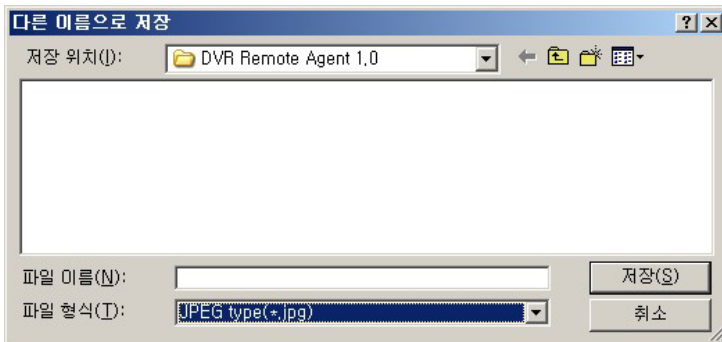 다른 이름으로 저장
저장 위치(I): DVR Remote Agent 1,0
파일 이름(N): 저장(S)
파일 형식(T): JPEG type(*,jpg) 취소